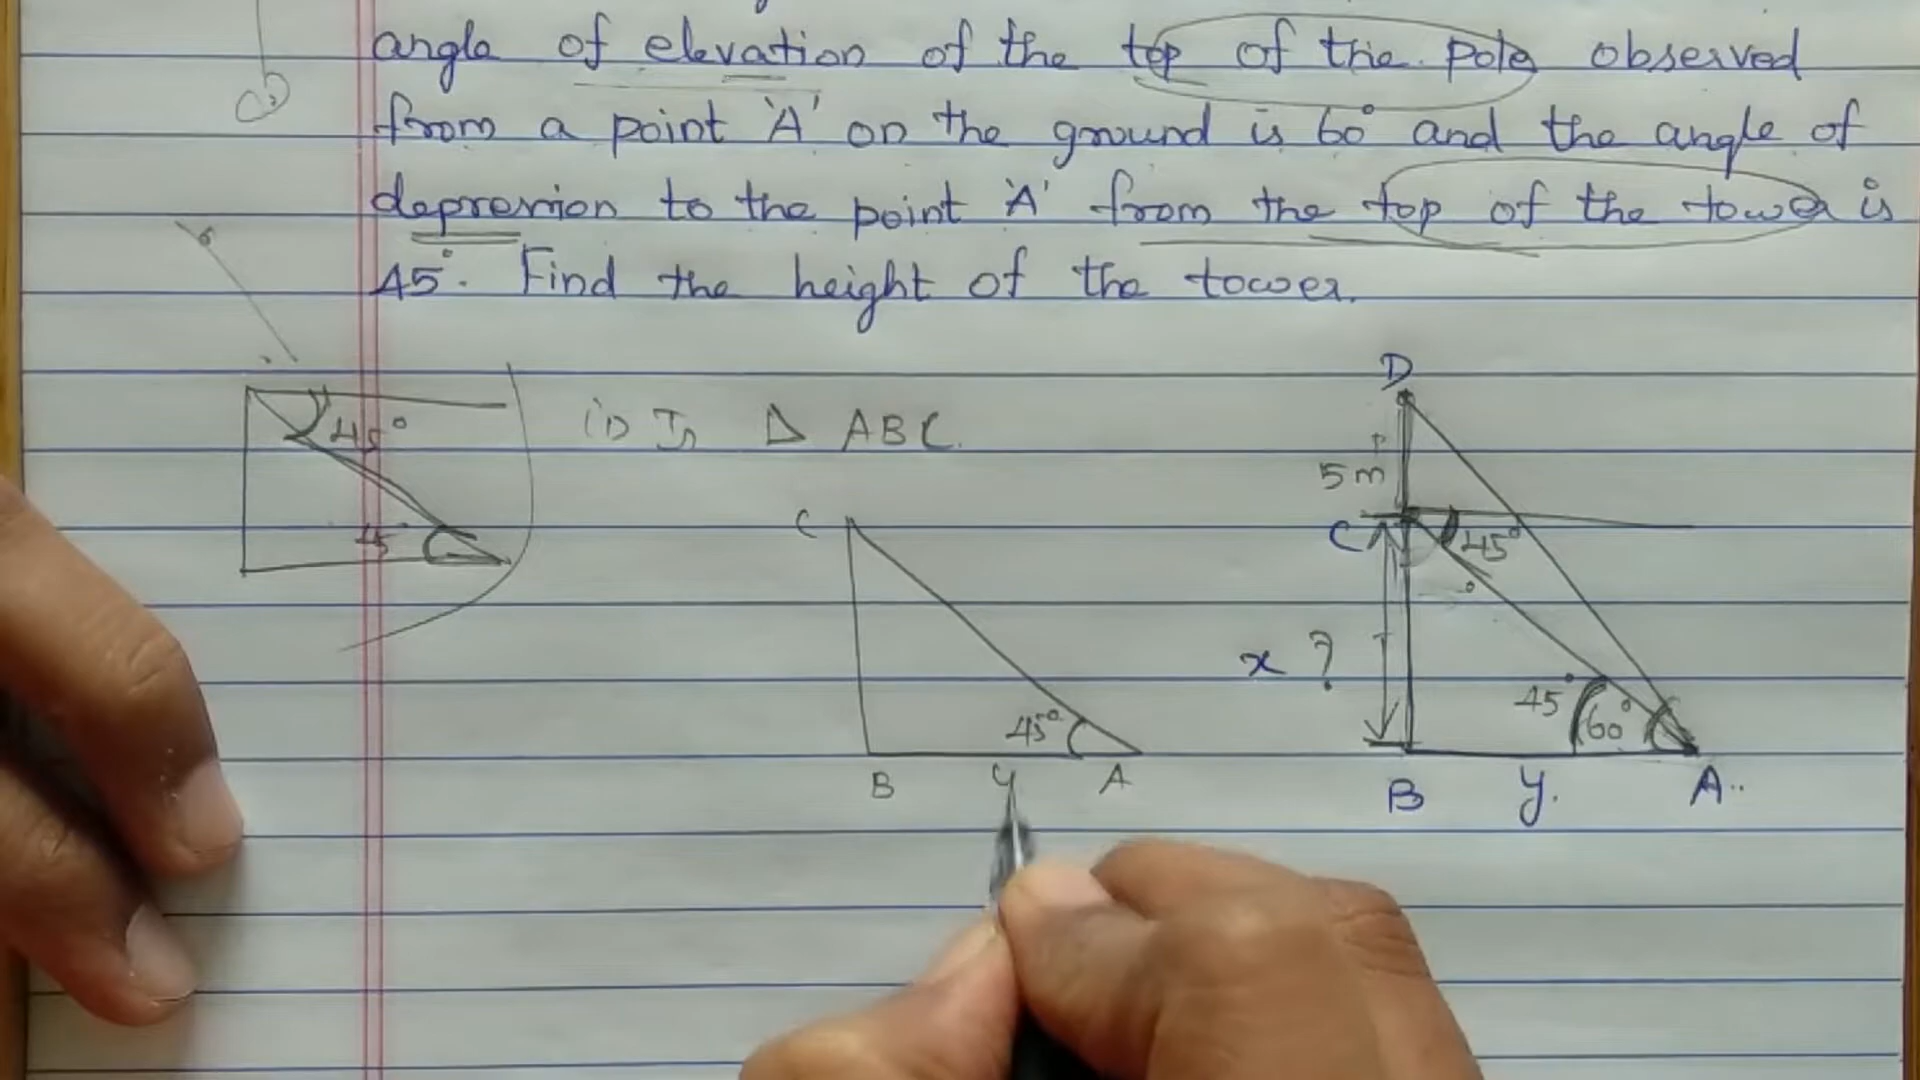 angle of elevation of the top of the pole observed
from a point 'A' on the ground is 60° and the angle of
depression to the point 'A' from the top of the tower is
45°. Find the height of the tower.
45°
45
i) In Δ ABC.
C
45°
B y A
D
5 m
C 45°
x ?
45° 60°
B y. A..